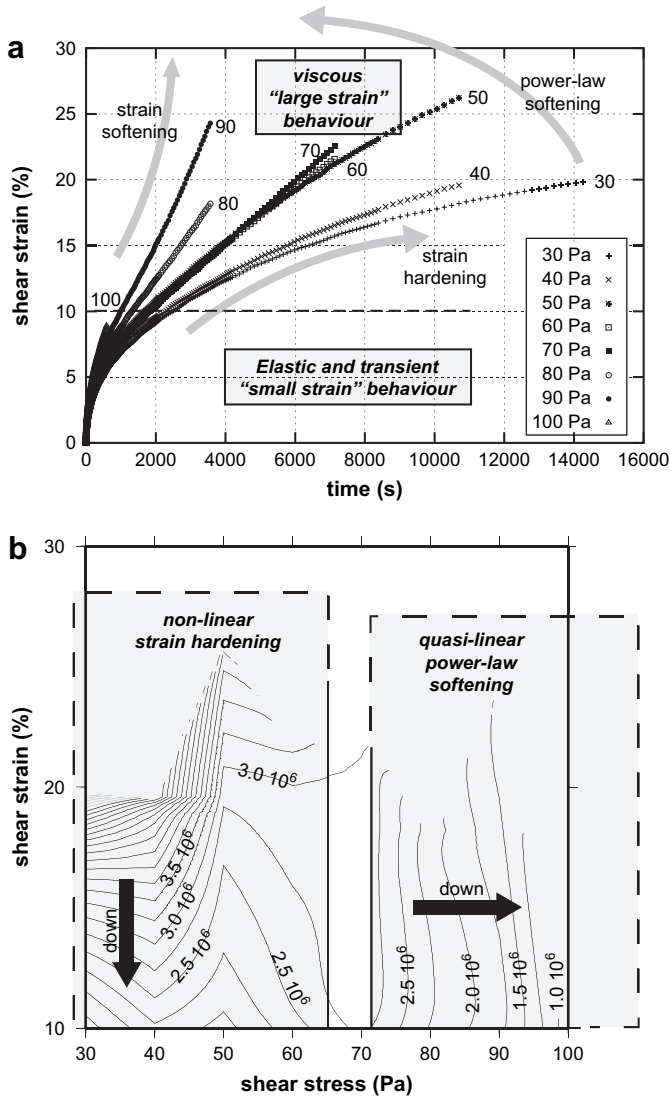 a
30
25
20
15
10
5
0
shear strain (%)
0 2000 4000 6000 8000 10000 12000 14000 16000
time (s)
strain
softening
viscous
“large strain”
behaviour
power-law
softening
90
80
100
70
60
50
40
30
strain
hardening
Elastic and transient
“small strain” behaviour
30 Pa
40 Pa
50 Pa
60 Pa
70 Pa
80 Pa
90 Pa
100 Pa
b
30
20
10
shear strain (%)
non-linear
strain hardening
quasi-linear
power-law
softening
3.0 10⁶
3.5 10⁶
3.0 10⁶
2.5 10⁶
2.5 10⁶
down
down
2.5 10⁶
2.0 10⁶
1.5 10⁶
1.0 10⁶
30 40 50 60 70 80 90 100
shear stress (Pa)